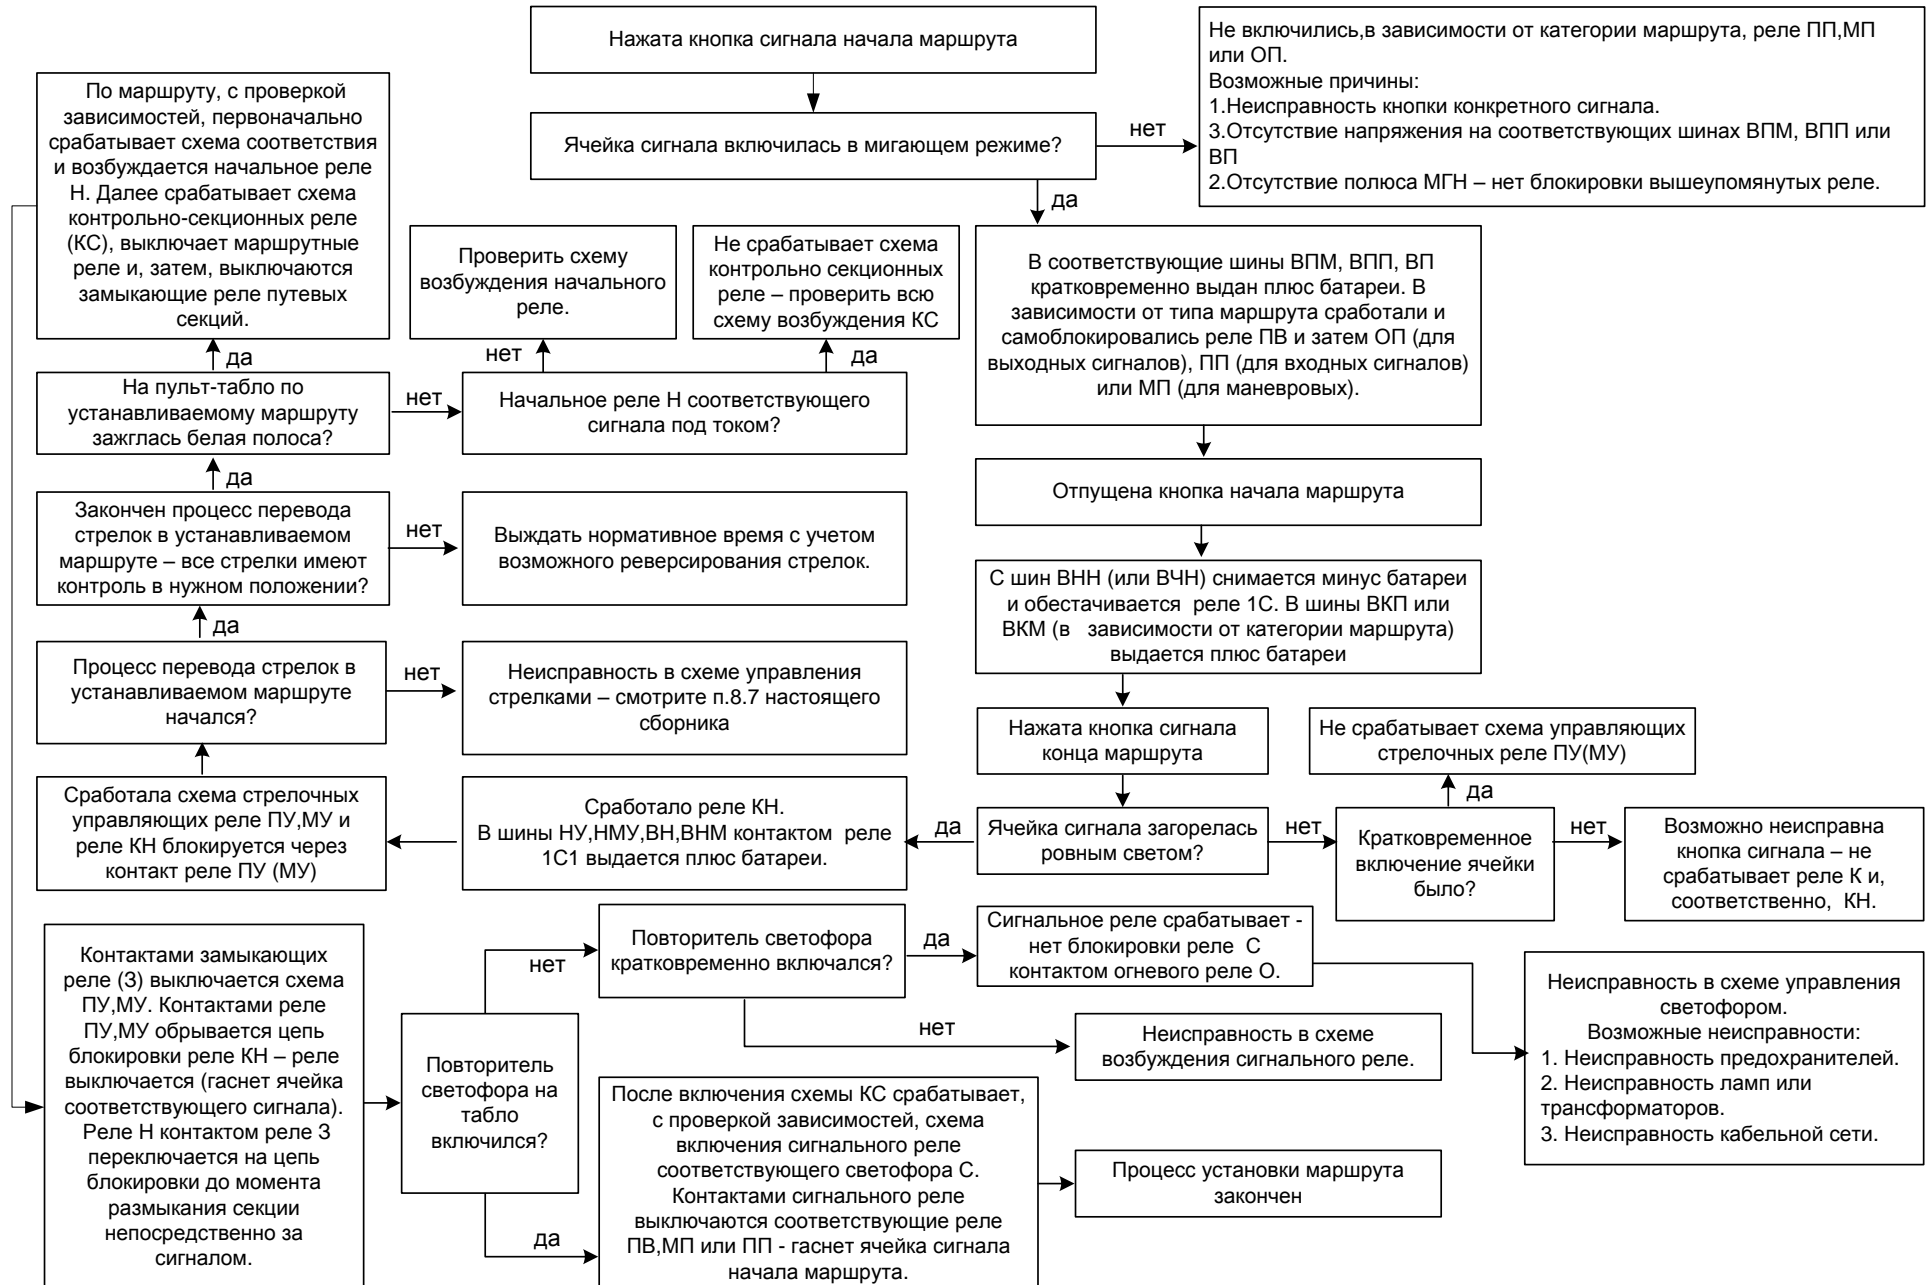 Нажата кнопка сигнала начала маршрута
Не включились,в зависимости от категории маршрута, реле ПП,МП
или ОП.
Возможные причины:
1.Неисправность кнопки конкретного сигнала.
3.Отсутствие напряжения на соответствующих шинах ВПМ, ВПП или
ВП
2.Отсутствие полюса МГН – нет блокировки вышеупомянутых реле.
Ячейка сигнала включилась в мигающем режиме?
нет
да
В соответствующие шины ВПМ, ВПП, ВП
кратковременно выдан плюс батареи. В
зависимости от типа маршрута сработали и
самоблокировались реле ПВ и затем ОП (для
выходных сигналов), ПП (для входных сигналов)
или МП (для маневровых).
Отпущена кнопка начала маршрута
С шин ВНН (или ВЧН) снимается минус батареи
и обестачивается реле 1С. В шины ВКП или
ВКМ (в зависимости от категории маршрута)
выдается плюс батареи
Нажата кнопка сигнала
конца маршрута
Ячейка сигнала загорелась
ровным светом?
нет
Кратковременное
включение ячейки
было?
да
Не срабатывает схема управляющих
стрелочных реле ПУ(МУ)
нет
Возможно неисправна
кнопка сигнала – не
срабатывает реле К и,
соответственно, КН.
да
Сработало реле КН.
В шины НУ,НМУ,ВН,ВНМ контактом реле
1С1 выдается плюс батареи.
Сработала схема стрелочных
управляющих реле ПУ,МУ и
реле КН блокируется через
контакт реле ПУ (МУ)
Процесс перевода стрелок в
устанавливаемом маршруте
начался?
нет
Неисправность в схеме управления
стрелками – смотрите п.8.7 настоящего
сборника
да
Закончен процесс перевода
стрелок в устанавливаемом
маршруте – все стрелки имеют
контроль в нужном положении?
нет
Выждать нормативное время с учетом
возможного реверсирования стрелок.
да
На пульт-табло по
устанавливаемому маршруту
зажглась белая полоса?
нет
Начальное реле Н соответствующего
сигнала под током?
нет
Проверить схему
возбуждения начального
реле.
да
Не срабатывает схема
контрольно секционных
реле – проверить всю
схему возбуждения КС
да
По маршруту, с проверкой
зависимостей, первоначально
срабатывает схема соответствия
и возбуждается начальное реле
Н. Далее срабатывает схема
контрольно-секционных реле
(КС), выключает маршрутные
реле и, затем, выключаются
замыкающие реле путевых
секций.
Контактами замыкающих
реле (З) выключается схема
ПУ,МУ. Контактами реле
ПУ,МУ обрывается цепь
блокировки реле КН – реле
выключается (гаснет ячейка
соответствующего сигнала).
Реле Н контактом реле З
переключается на цепь
блокировки до момента
размыкания секции
непосредственно за
сигналом.
Повторитель
светофора на
табло
включился?
нет
Повторитель светофора
кратковременно включался?
да
Сигнальное реле срабатывает -
нет блокировки реле С
контактом огневого реле О.
Неисправность в схеме управления
светофором.
Возможные неисправности:
1. Неисправность предохранителей.
2. Неисправность ламп или
трансформаторов.
3. Неисправность кабельной сети.
нет
Неисправность в схеме
возбуждения сигнального реле.
да
После включения схемы КС срабатывает,
с проверкой зависимостей, схема
включения сигнального реле
соответствующего светофора С.
Контактами сигнального реле
выключаются соответствующие реле
ПВ,МП или ПП - гаснет ячейка сигнала
начала маршрута.
Процесс установки маршрута
закончен